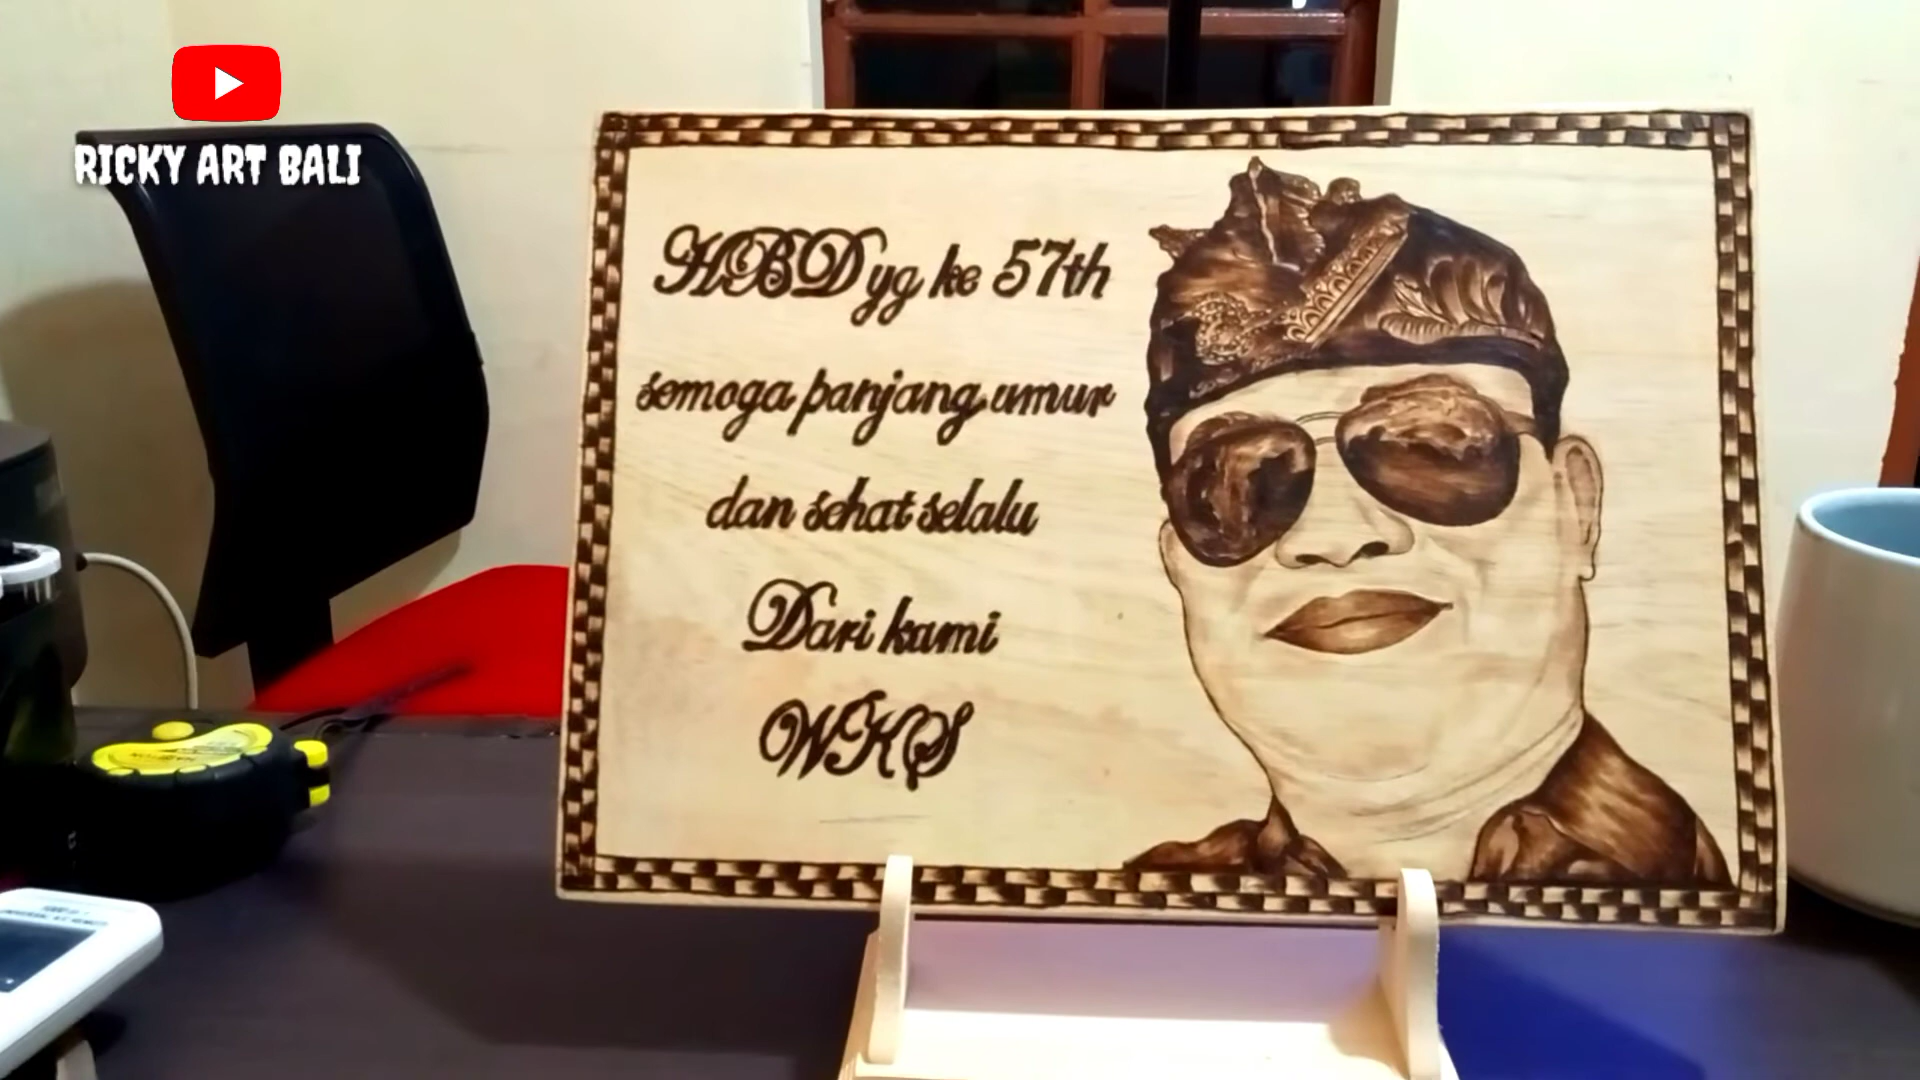 RICKY ART BALI
HBD yg ke 57th
semoga panjang umur
dan sehat selalu
Dari kami
WKS